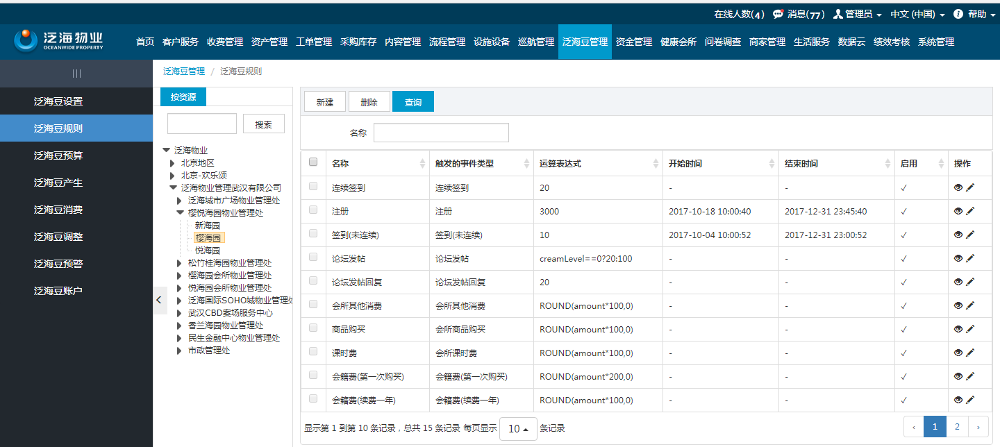 在线人数(4) 消息(77) 管理员 中文 (中国) 帮助
泛海物业
OCEANWIDE PROPERTY
首页 客户服务 收费管理 资产管理 工单管理 采购库存 内容管理 流程管理 设施设备 巡航管理 泛海豆管理 资金管理 健康会所 问卷调查 商家管理 生活服务 数据云 绩效考核 系统管理
泛海豆设置
泛海豆规则
泛海豆预算
泛海豆产生
泛海豆消费
泛海豆调整
泛海豆预警
泛海豆账户
泛海豆管理 / 泛海豆规则
按资源
搜索
泛海物业
北京地区
北京-欢乐颂
泛海物业管理武汉有限公司
泛海城市广场物业管理处
樱悦海园物业管理处
新海园
樱海园
悦海园
松竹桂海园物业管理处
樱海园会所物业管理处
悦海园会所物业管理处
泛海国际SOHO城物业管理处
武汉CBD案场服务中心
香兰海园物业管理处
民生金融中心物业管理处
市政管理处
新建 删除 查询
名称
名称 触发的事件类型 运算表达式 开始时间 结束时间 启用 操作
连续签到 连续签到 20 - - ✓
注册 注册 3000 2017-10-18 10:00:40 2017-12-31 23:45:40 ✓
签到(未连续) 签到(未连续) 10 2017-10-04 10:00:52 2017-12-31 23:00:52 ✓
论坛发帖 论坛发帖 creamLevel==0?20:100 - - ✓
论坛发帖回复 论坛发帖回复 20 - - ✓
会所其他消费 会所其他消费 ROUND(amount*100,0) - - ✓
商品购买 会所商品购买 ROUND(amount*100,0) - - ✓
课时费 会所课时费 ROUND(amount*100,0) - - ✓
会籍费(第一次购买) 会籍费(第一次购买) ROUND(amount*200,0) - - ✓
会籍费(续费一年) 会籍费(续费一年) ROUND(amount*100,0) - - ✓
显示第 1 到第 10 条记录，总共 15 条记录 每页显示 10 条记录
‹ 1 2 ›